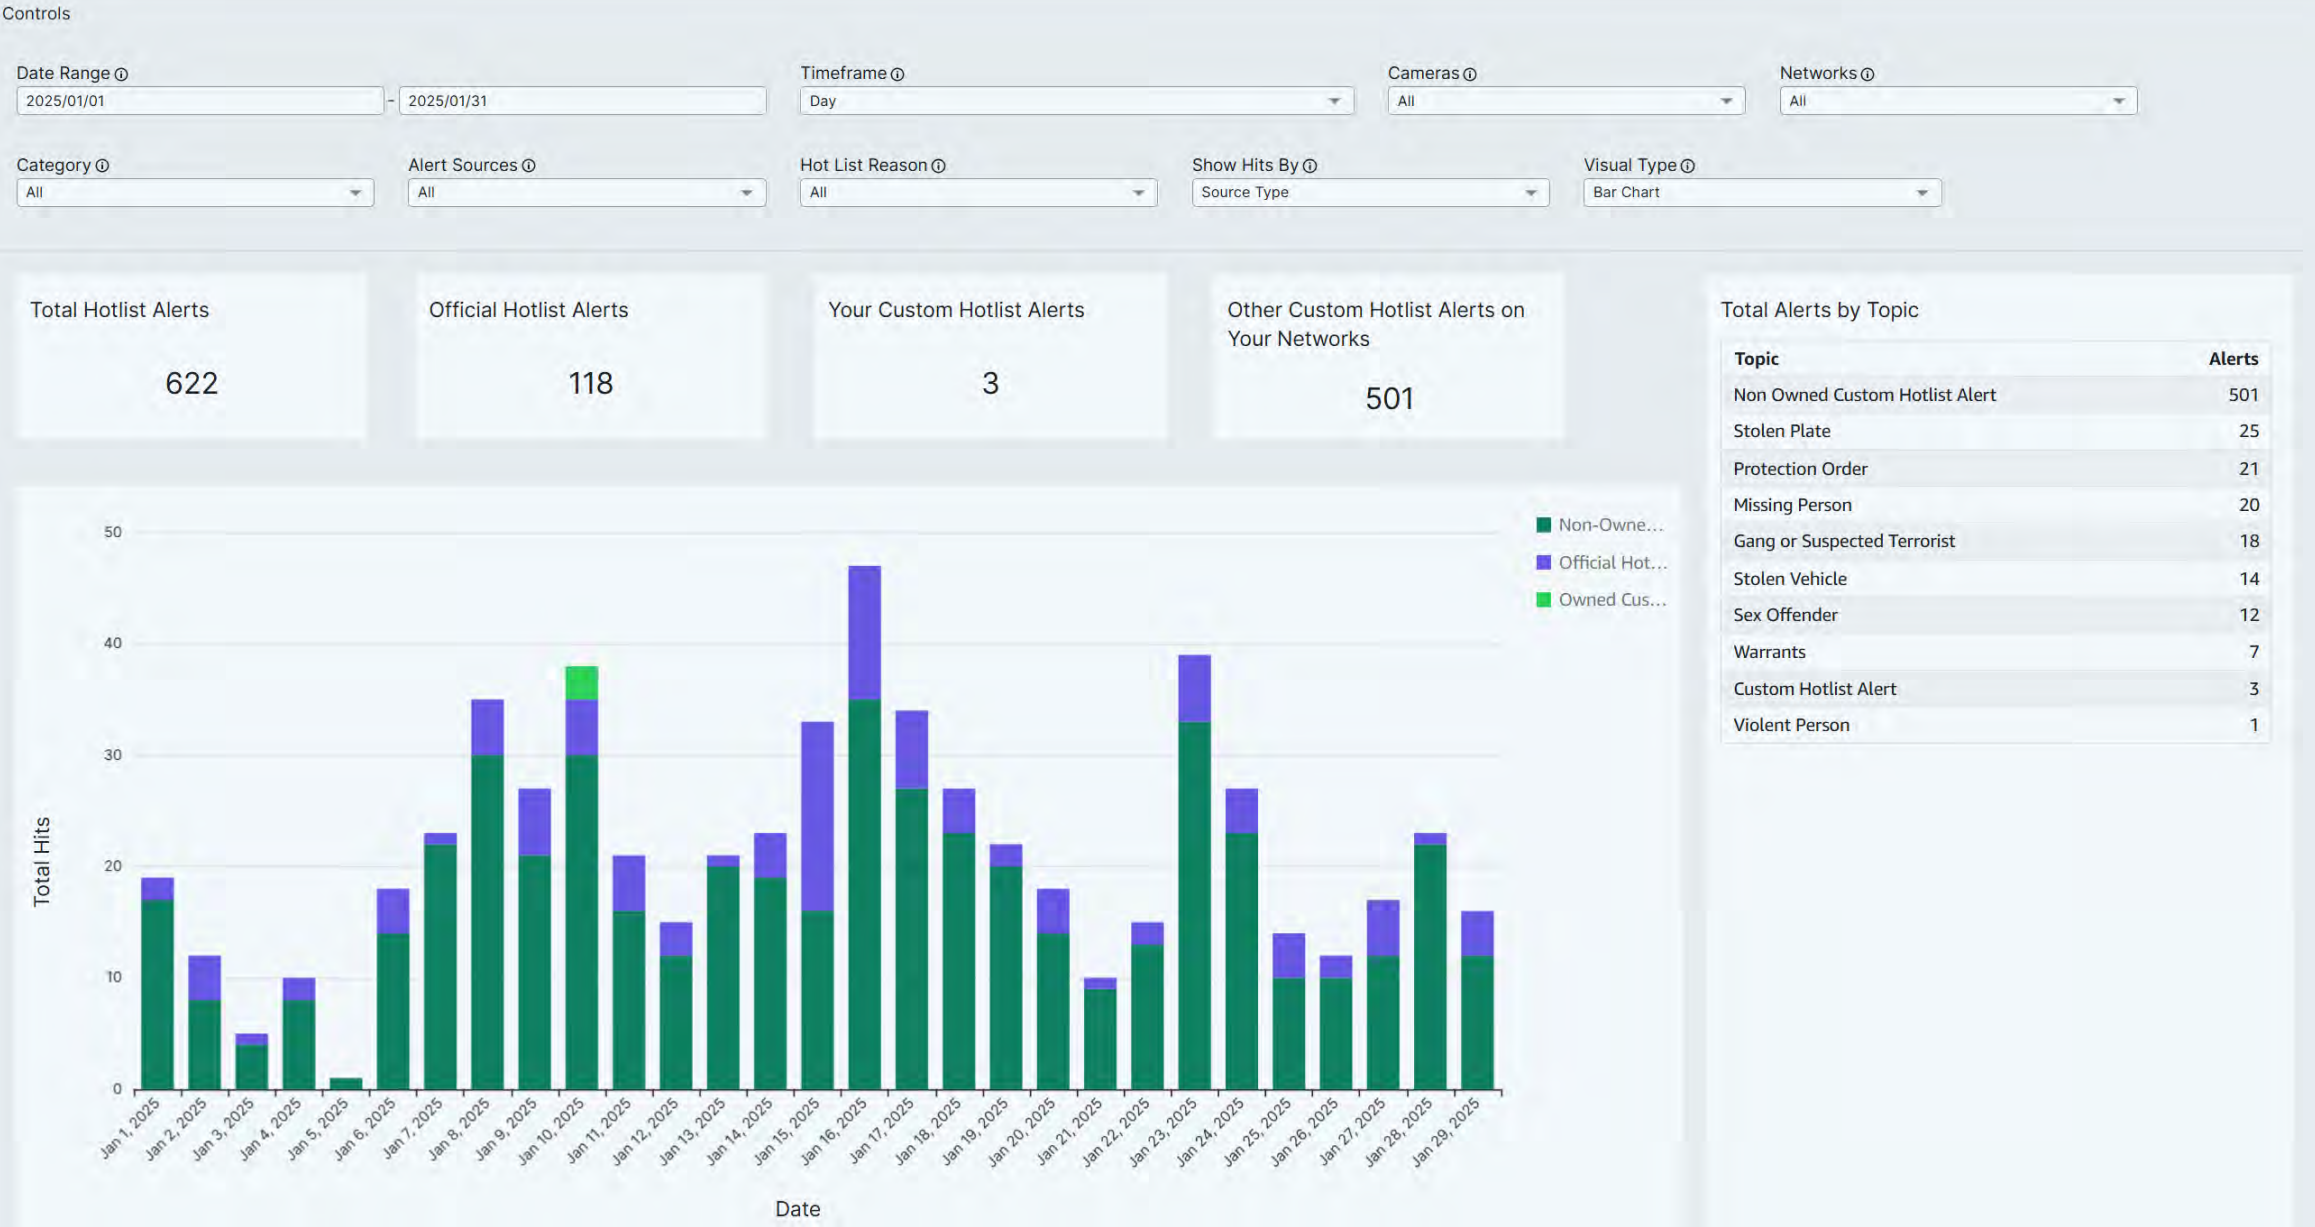 Controls
Date Range
Timeframe
Cameras
Networks
2025/01/01 - 2025/01/31
Day
All
All
Category
Alert Sources
Hot List Reason
Show Hits By
Visual Type
All
All
All
Source Type
Bar Chart
Total Hotlist Alerts
622
Official Hotlist Alerts
118
Your Custom Hotlist Alerts
3
Other Custom Hotlist Alerts on
Your Networks
501
Total Alerts by Topic
Topic Alerts
Non Owned Custom Hotlist Alert 501
Stolen Plate 25
Protection Order 21
Missing Person 20
Gang or Suspected Terrorist 18
Stolen Vehicle 14
Sex Offender 12
Warrants 7
Custom Hotlist Alert 3
Violent Person 1
Total Hits
50
40
30
20
10
0
Non-Owne...
Official Hot...
Owned Cus...
Jan 1, 2025
Jan 2, 2025
Jan 3, 2025
Jan 4, 2025
Jan 5, 2025
Jan 6, 2025
Jan 7, 2025
Jan 8, 2025
Jan 9, 2025
Jan 10, 2025
Jan 11, 2025
Jan 12, 2025
Jan 13, 2025
Jan 14, 2025
Jan 15, 2025
Jan 16, 2025
Jan 17, 2025
Jan 18, 2025
Jan 19, 2025
Jan 20, 2025
Jan 21, 2025
Jan 22, 2025
Jan 23, 2025
Jan 24, 2025
Jan 25, 2025
Jan 26, 2025
Jan 27, 2025
Jan 28, 2025
Jan 29, 2025
Date